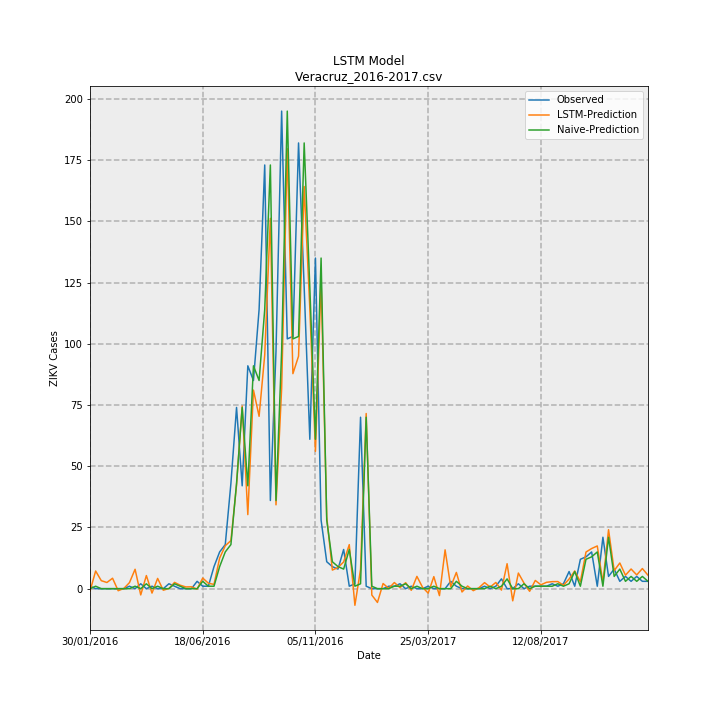 LSTM Model
Veracruz_2016-2017.csv
Observed
LSTM-Prediction
Naive-Prediction
200
175
150
125
100
75
50
25
0
ZIKV Cases
30/01/2016 18/06/2016 05/11/2016 25/03/2017 12/08/2017
Date